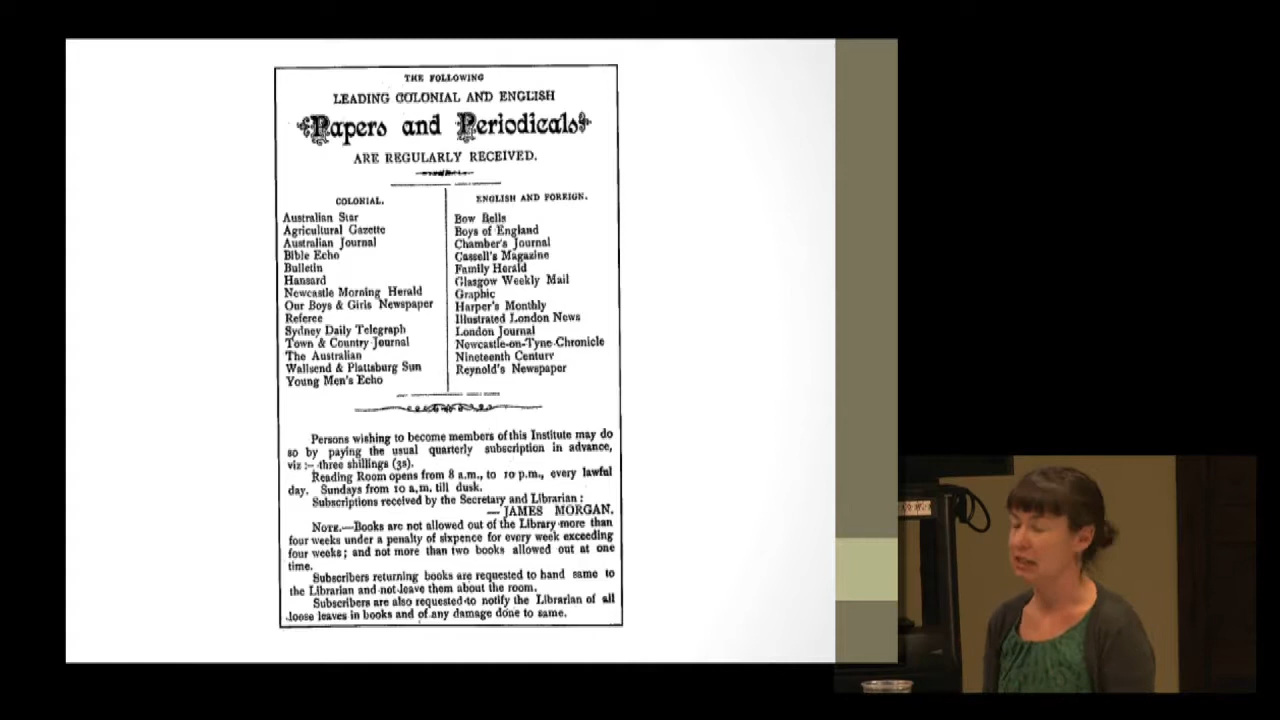 THE FOLLOWING
LEADING COLONIAL AND ENGLISH
Papers and Periodicals
ARE REGULARLY RECEIVED.
COLONIAL.
Australian Star
Agricultural Gazette
Australian Journal
Bible Echo
Bulletin
Hansard
Newcastle Morning Herald
Our Boys & Girls Newspaper
Referee
Sydney Daily Telegraph
Town & Country Journal
The Australian
Wallsend & Plattsburg Sun
Young Men's Echo
ENGLISH AND FOREIGN.
Bow Bells
Boys of England
Chamber's Journal
Cassell's Magazine
Family Herald
Glasgow Weekly Mail
Graphic
Harper's Monthly
Illustrated London News
London Journal
Newcastle-on-Tyne Chronicle
Nineteenth Century
Reynold's Newspaper
Persons wishing to become members of this Institute may do
so by paying the usual quarterly subscription in advance,
viz :— three shillings (3s).
Reading Room opens from 8 a.m., to 10 p.m., every lawful
day. Sundays from 10 a.m. till dusk.
Subscriptions received by the Secretary and Librarian :
— JAMES MORGAN.
NOTE.—Books are not allowed out of the Library more than
four weeks under a penalty of sixpence for every week exceeding
four weeks; and not more than two books allowed out at one
time.
Subscribers returning books are requested to hand same to
the Librarian and not leave them about the room.
Subscribers are also requested to notify the Librarian of all
loose leaves in books and of any damage done to same.